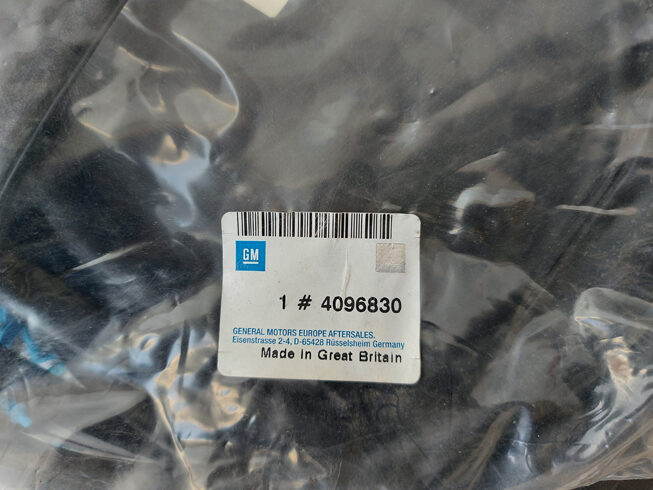 GM
1 # 4096830
GENERAL MOTORS EUROPE AFTERSALES.
Eisenstrasse 2-4, D-65428 Rüsselsheim Germany
Made in Great Britain